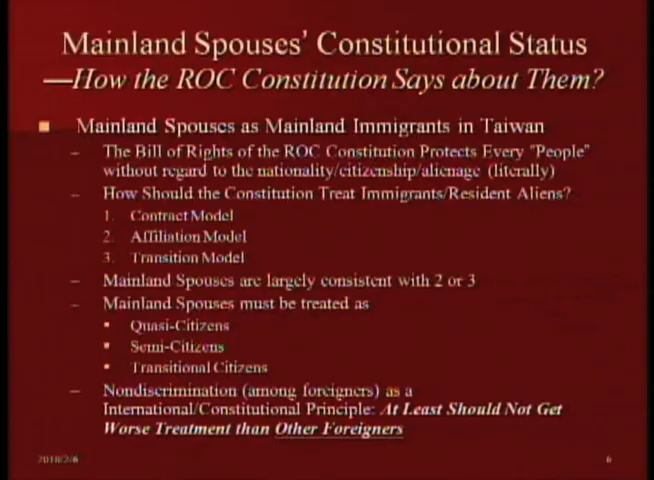 Mainland Spouses' Constitutional Status
—How the ROC Constitution Says about Them?
Mainland Spouses as Mainland Immigrants in Taiwan
– The Bill of Rights of the ROC Constitution Protects Every "People"
without regard to the nationality/citizenship/alienage (literally)
– How Should the Constitution Treat Immigrants/Resident Aliens?
1. Contract Model
2. Affiliation Model
3. Transition Model
– Mainland Spouses are largely consistent with 2 or 3
– Mainland Spouses must be treated as
Quasi-Citizens
Semi-Citizens
Transitional Citizens
– Nondiscrimination (among foreigners) as a
International/Constitutional Principle: At Least Should Not Get
Worse Treatment than Other Foreigners
6